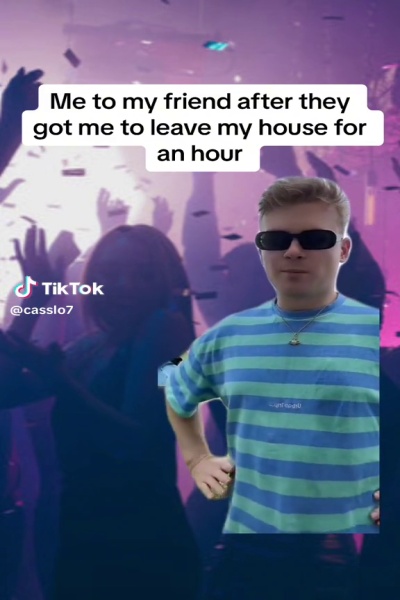 Me to my friend after they
got me to leave my house for
an hour
TikTok
@casslo7